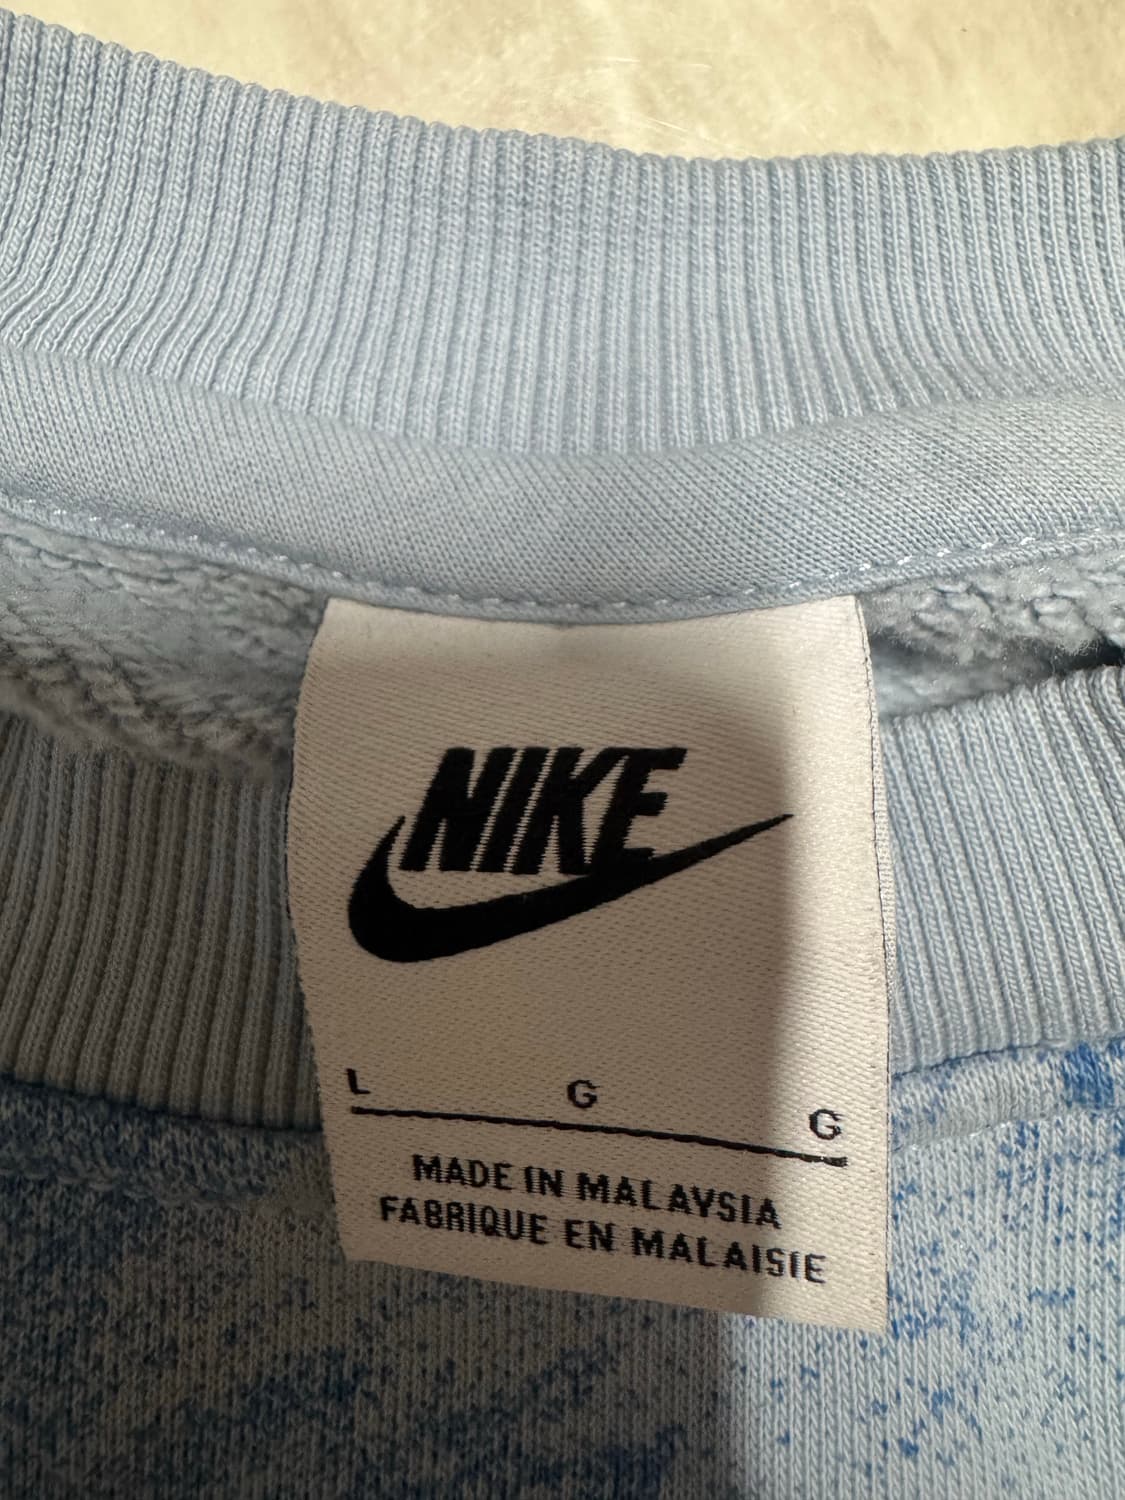 NIKE
L G G
MADE IN MALAYSIA
FABRIQUE EN MALAISIE